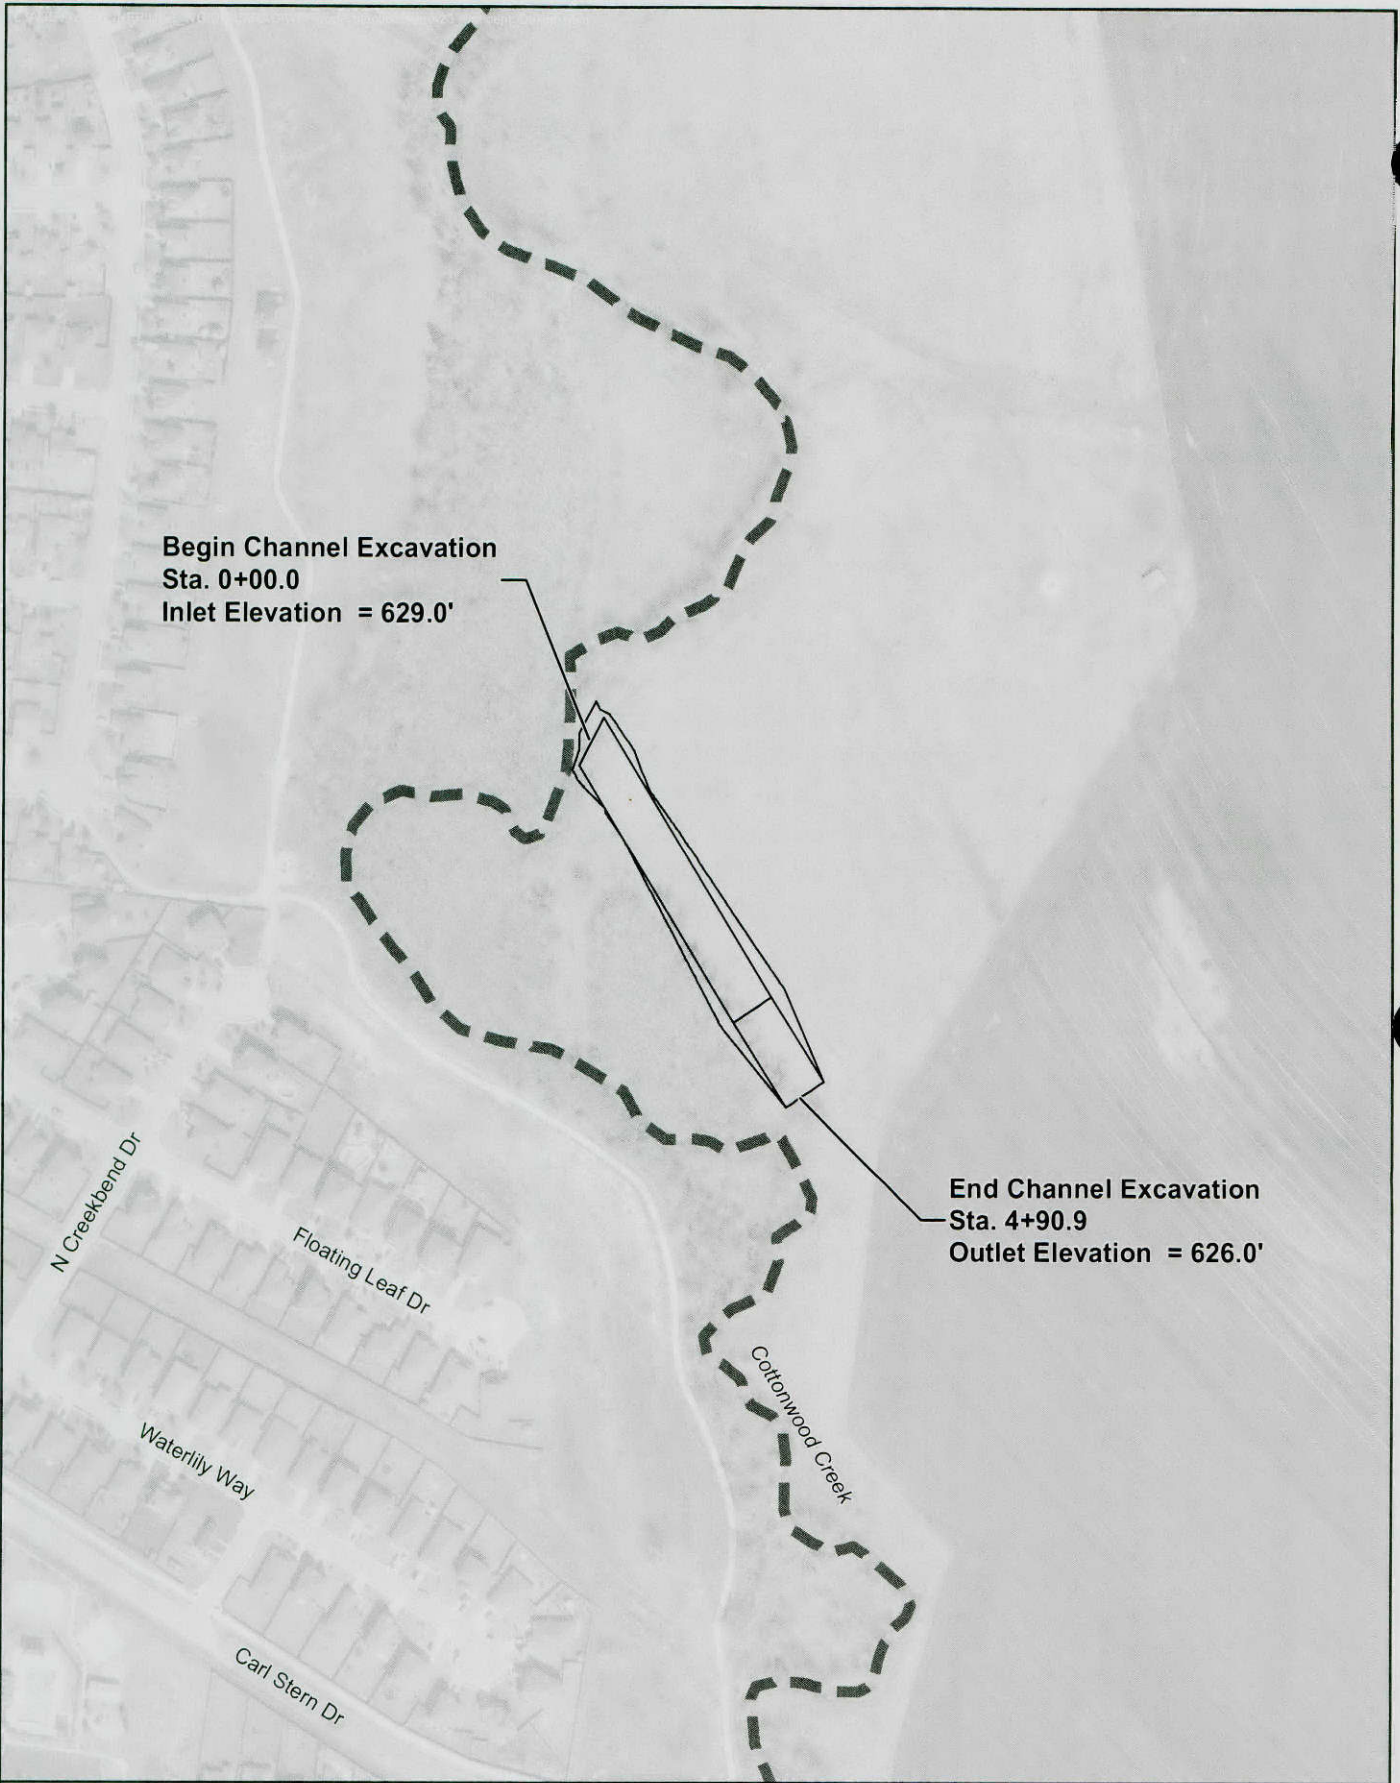 Begin Channel Excavation
Sta. 0+00.0
Inlet Elevation = 629.0'
End Channel Excavation
Sta. 4+90.9
Outlet Elevation = 626.0'
N Creekbend Dr
Floating Leaf Dr
Cottonwood Creek
Waterlily Way
Carl Stern Dr